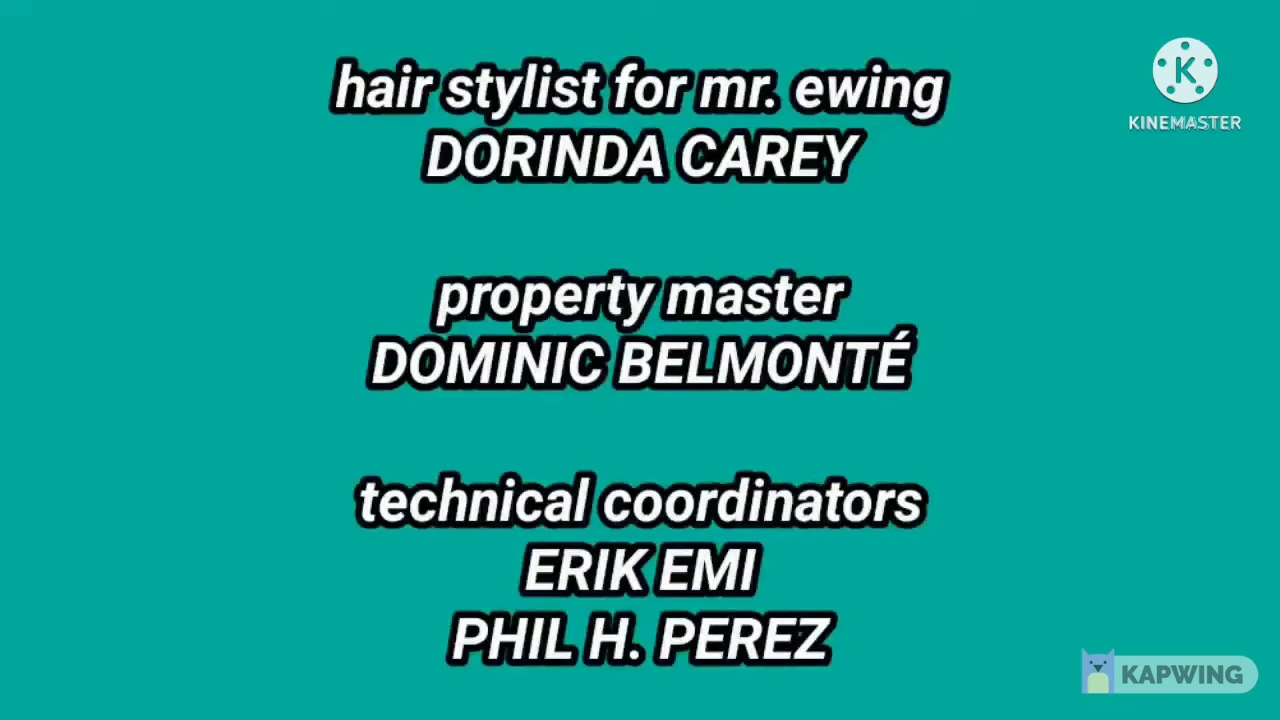 hair stylist for mr. ewing
DORINDA CAREY
property master
DOMINIC BELMONTÉ
technical coordinators
ERIK EMI
PHIL H. PEREZ
K
KINEMASTER
KAPWING